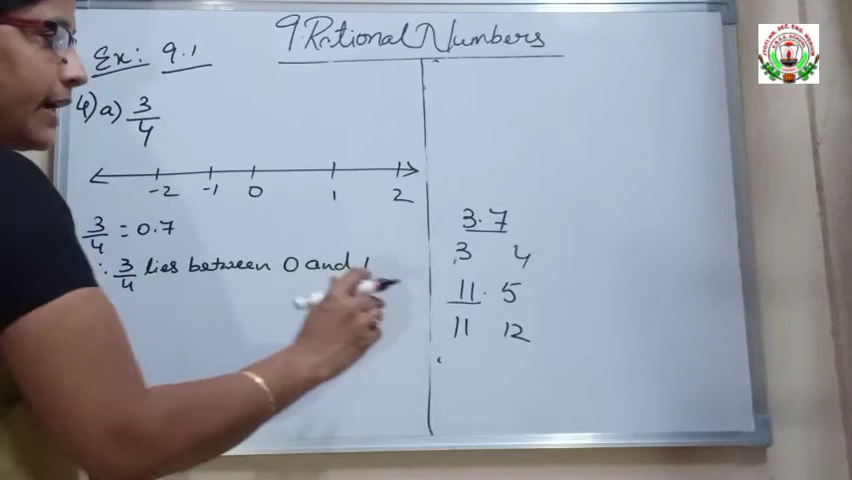 9. Rational Numbers
Ex: 9.1
4) a) 3/4
-2 -1 0 1 2
3/4 = 0.7
∴ 3/4 lies between 0 and 1
3.7
3 4
11.5
11 12